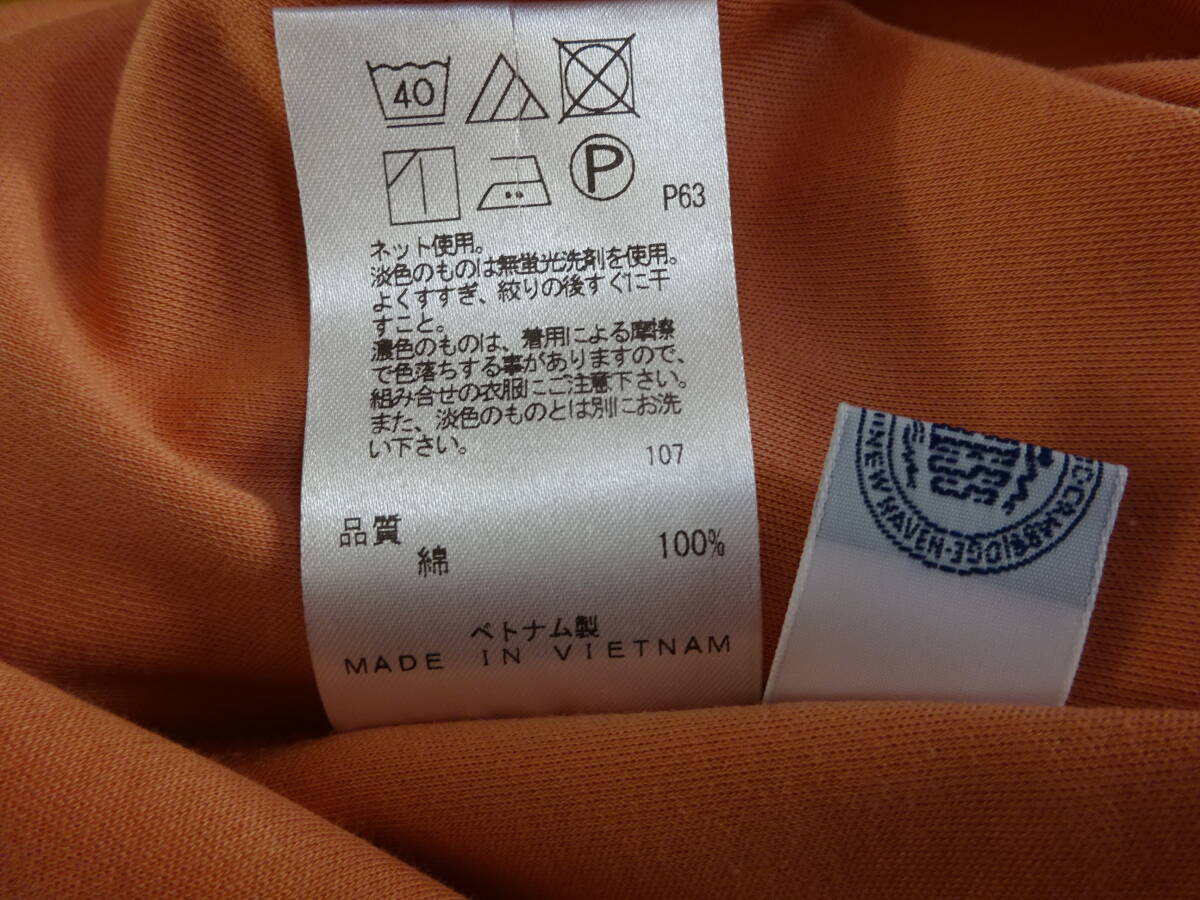 40
P
P63
ネット使用。
淡色のものは無蛍光洗剤を使用。
よくすすぎ、絞りの後すぐに干
すこと。
濃色のものは、着用による摩擦
で色落ちする事がありますので、
組み合せの衣服にご注意下さい。
また、淡色のものとは別にお洗
い下さい。
107
品質
綿 100%
ベトナム製
MADE IN VIETNAM
NEW HAVEN-